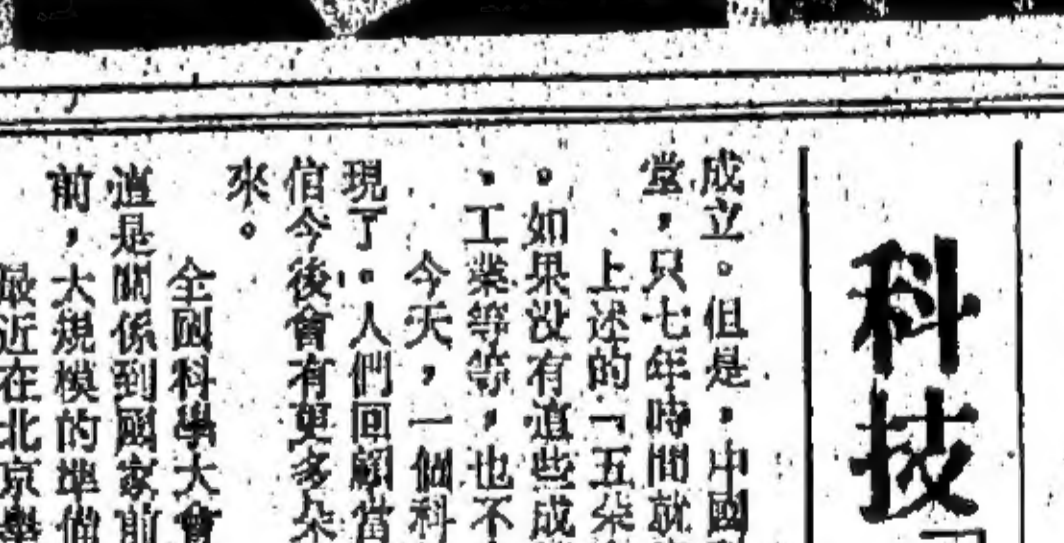 科技
成立。但是，中國
堂，只七年時間就
上述的「五朵
。如果没有這些成
、工業等等，也不
今天，一個科
現了。人們回顧當
信今後會有更多朵
來。
全國科學大會
這是關係到國家前
前，大規模的準備
最近在北京舉